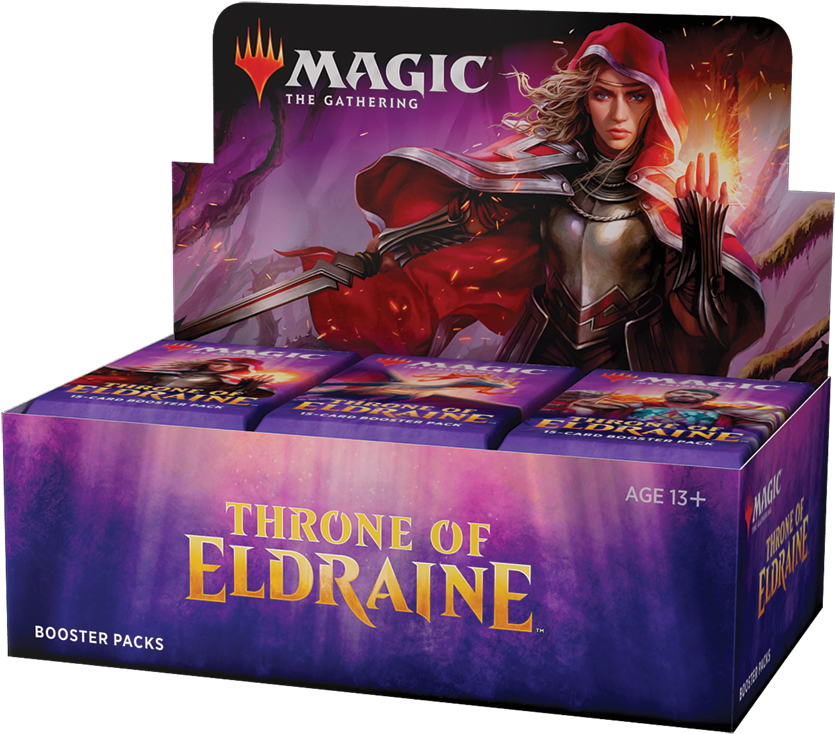 MAGIC
THE GATHERING
MAGIC
THRONE OF
ELDRAINE
15-CARD BOOSTER PACK
MAGIC
THRONE OF
ELDRAINE
15-CARD BOOSTER PACK
MAGIC
THRONE OF
ELDRAINE
15-CARD BOOSTER PACK
AGE 13+
THRONE OF
ELDRAINE™
BOOSTER PACKS
MAGIC
THE GATHERING
THRONE OF
ELDRAINE
BOOSTER PACKS